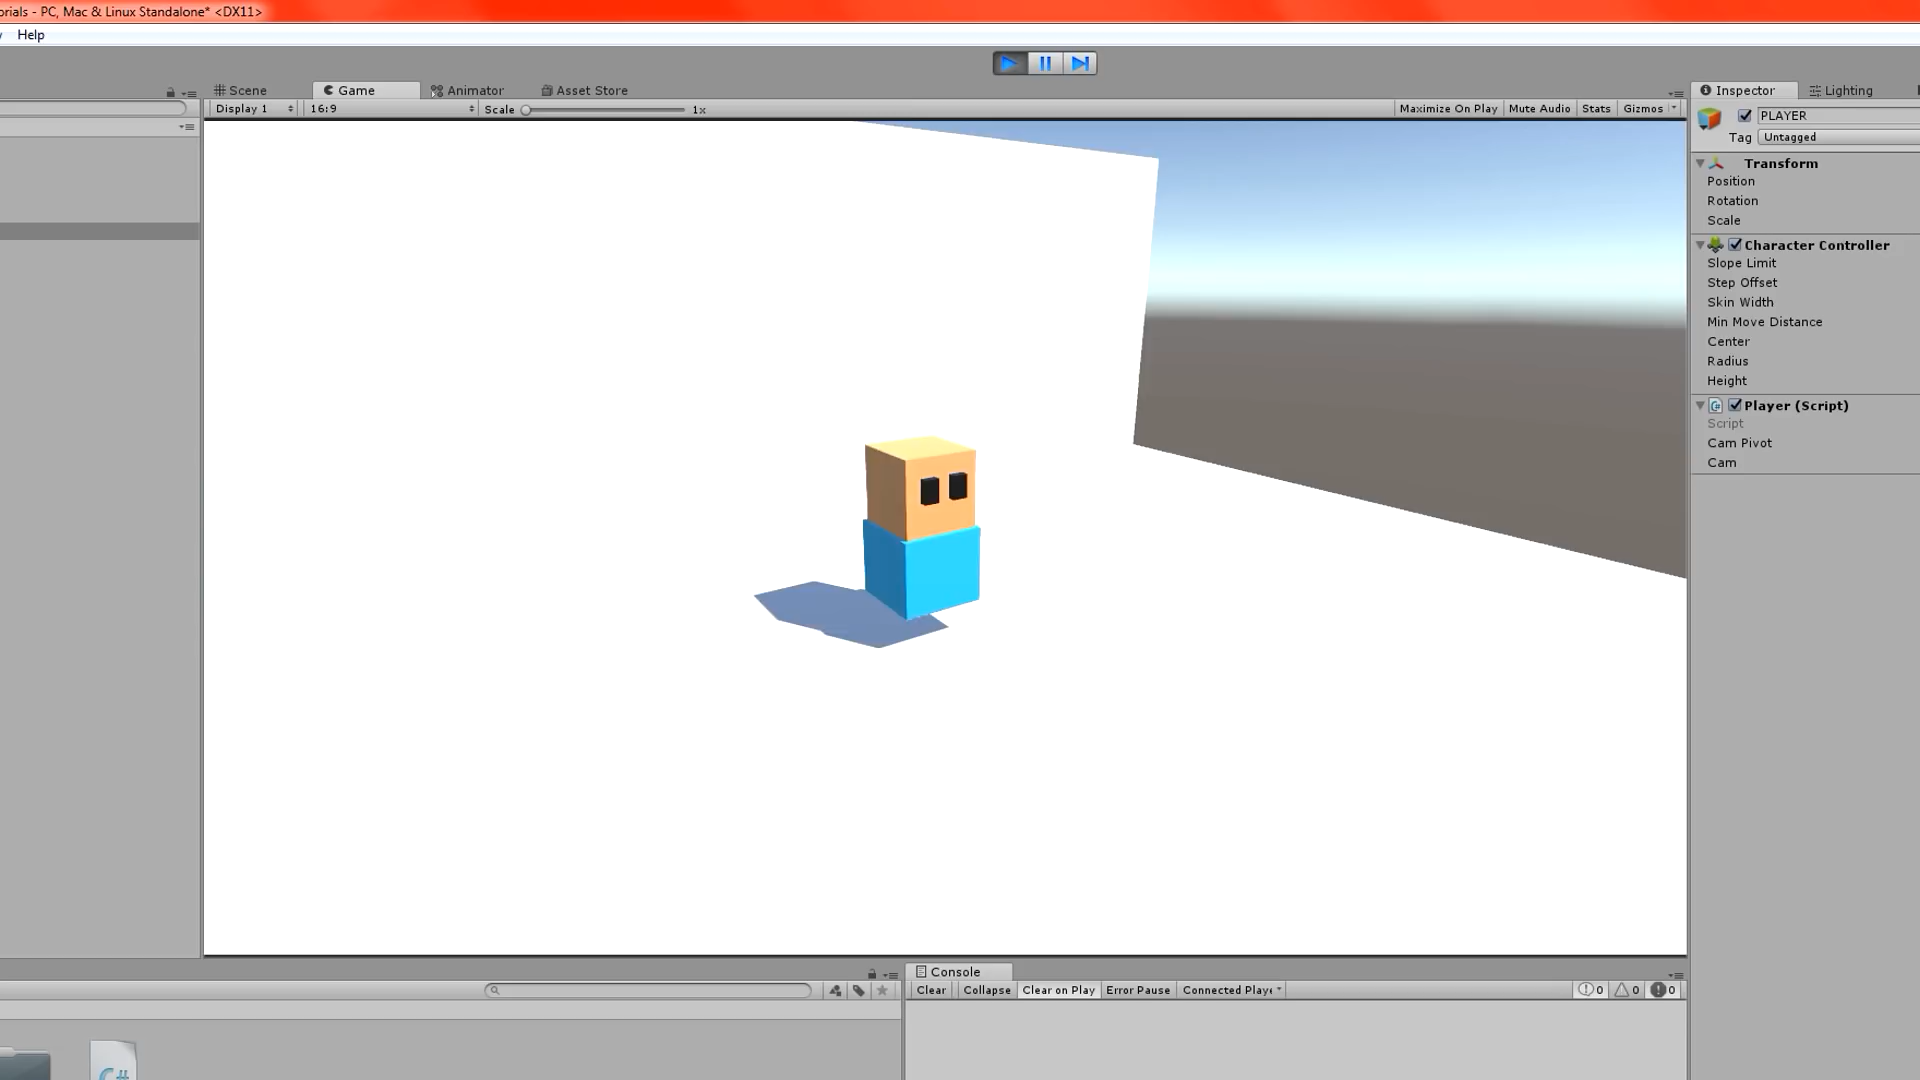 orials - PC, Mac & Linux Standalone* <DX11>
Help
Scene Game Animator Asset Store
Display 1 16:9 Scale 1x Maximize On Play Mute Audio Stats Gizmos
Inspector Lighting
PLAYER
Tag Untagged
Transform
Position
Rotation
Scale
Character Controller
Slope Limit
Step Offset
Skin Width
Min Move Distance
Center
Radius
Height
Player (Script)
Script
Cam Pivot
Cam
Console
Clear Collapse Clear on Play Error Pause Connected Playe 0 0 0
C#